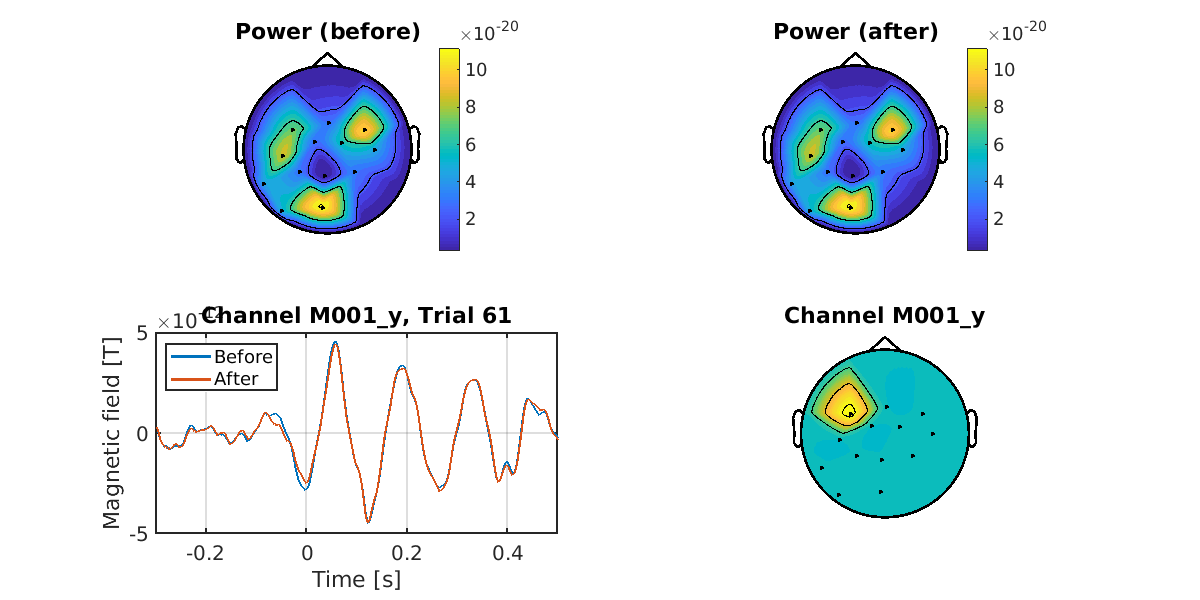 Power (before)
×10-20
10
8
6
4
2
Power (after)
×10-20
10
8
6
4
2
×10-12
Channel M001_y, Trial 61
5
0
-5
Magnetic field [T]
Before
After
-0.2
0
0.2
0.4
Time [s]
Channel M001_y